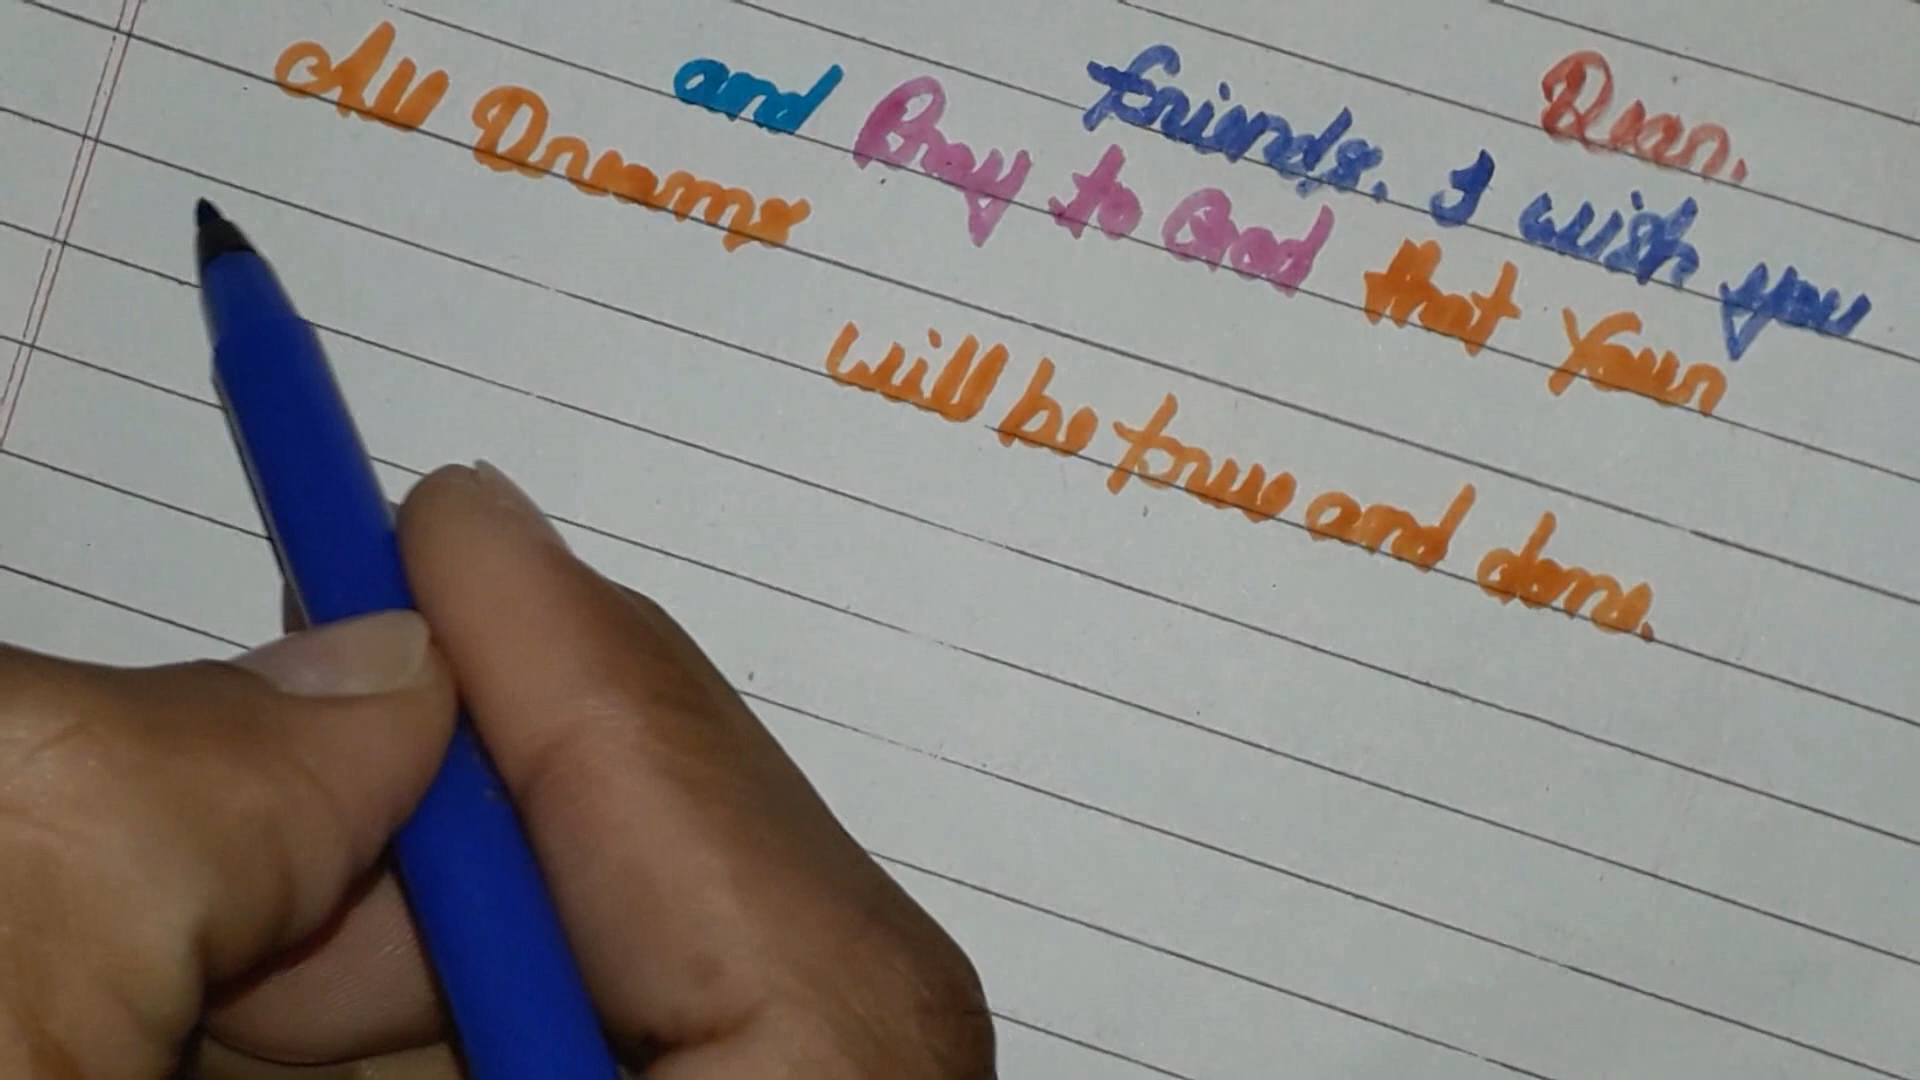 Dear.
friends. I wish you
and Pray to God that Your
All Dreams
will be true and done.